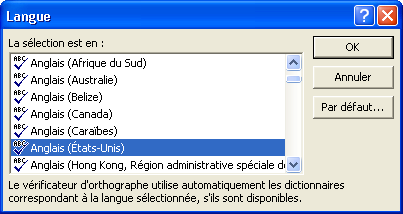 Langue
La sélection est en :
Anglais (Afrique du Sud)
Anglais (Australie)
Anglais (Belize)
Anglais (Canada)
Anglais (Caraïbes)
Anglais (États-Unis)
Anglais (Hong Kong, Région administrative spéciale d
OK
Annuler
Par défaut...
Le vérificateur d'orthographe utilise automatiquement les dictionnaires
correspondant à la langue sélectionnée, s'ils sont disponibles.